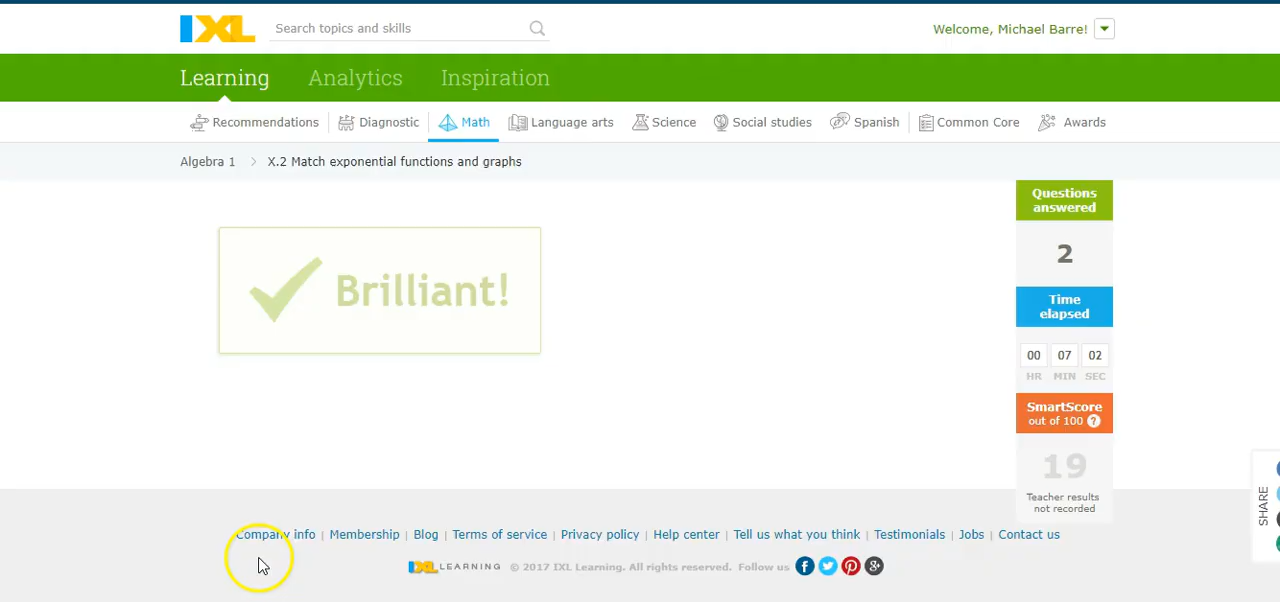 IXL Search topics and skills Welcome, Michael Barre!
Learning Analytics Inspiration
Recommendations Diagnostic Math Language arts Science Social studies Spanish Common Core Awards
Algebra 1 > X.2 Match exponential functions and graphs
Brilliant!
Questions
answered
2
Time
elapsed
00 07 02
HR MIN SEC
SmartScore
out of 100 ?
19
Teacher results
not recorded
SHARE
Company info | Membership | Blog | Terms of service | Privacy policy | Help center | Tell us what you think | Testimonials | Jobs | Contact us
IXL LEARNING © 2017 IXL Learning. All rights reserved. Follow us